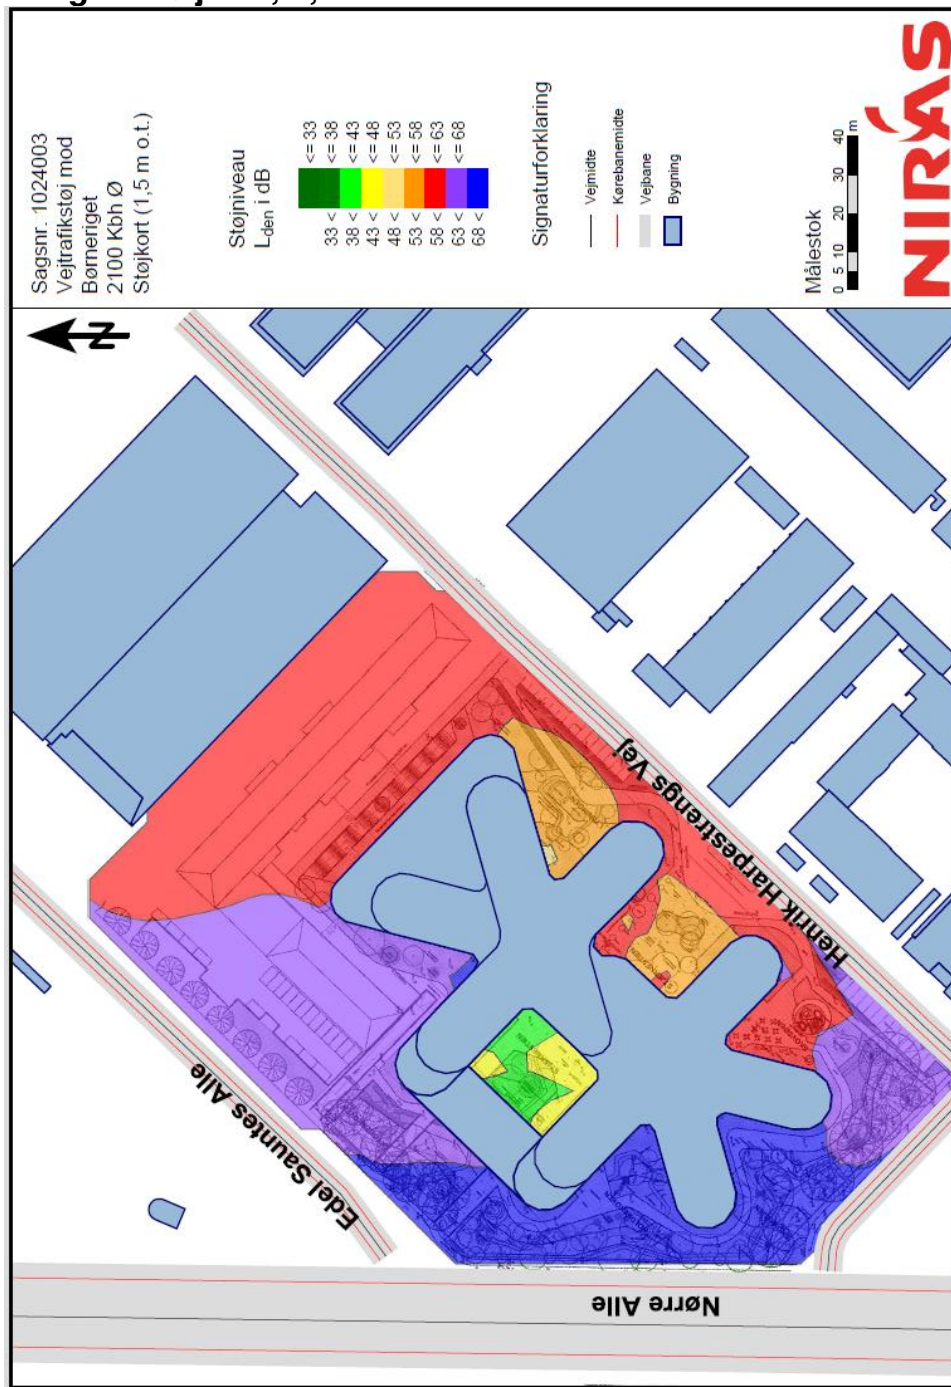 Sagsnr. 1024003
Vejtrafikstøj mod
Børneriget
2100 Kbh Ø
Støjkort (1,5 m o.t.)
Støjniveau
Lden i dB
<= 33
33 < <= 38
38 < <= 43
43 < <= 48
48 < <= 53
53 < <= 58
58 < <= 63
63 < <= 68
68 <
Signaturforklaring
Vejmidte
Kørebanemidte
Vejbane
Bygning
Målestok
0 5 10 20 30 40
m
NIRAS
N
Edel Sauntes Alle
Henrik Harpestrengs Vej
Nørre Alle